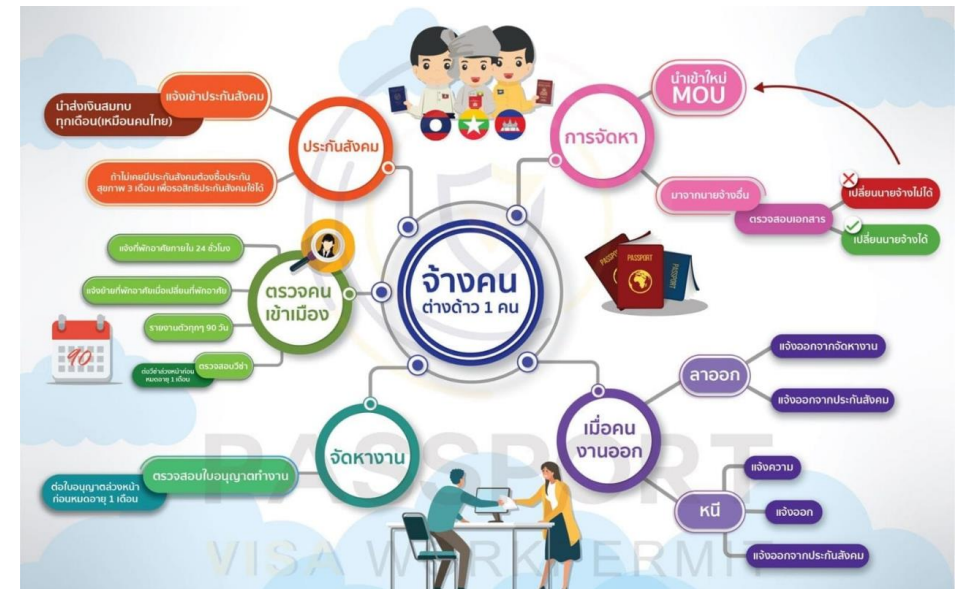 แจ้งเข้าประกันสังคม
นำส่งเงินสมทบ
ทุกเดือน(เหมือนคนไทย)
ประกันสังคม
ถ้าไม่เคยมีประกันสังคมต้องซื้อประกัน
สุขภาพ 3 เดือน เพื่อรอสิทธิประกันสังคมใช้ได้
นำเข้าใหม่
MOU
การจัดหา
มาจากนายจ้างอื่น
ตรวจสอบเอกสาร
เปลี่ยนนายจ้างไม่ได้
เปลี่ยนนายจ้างได้
PASSPORT
PASSPORT
จ้างคน
ต่างด้าว 1 คน
ตรวจคน
เข้าเมือง
แจ้งที่พักอาศัยภายใน 24 ชั่วโมง
แจ้งย้ายที่พักอาศัยเมื่อเปลี่ยนที่พักอาศัย
รายงานตัวทุกๆ 90 วัน
90
ตรวจสอบวีซ่า
ต่อวีซ่าล่วงหน้าก่อน
หมดอายุ 1 เดือน
จัดหางาน
ตรวจสอบใบอนุญาตทำงาน
ต่อใบอนุญาตล่วงหน้า
ก่อนหมดอายุ 1 เดือน
เมื่อคน
งานออก
ลาออก
แจ้งออกจากจัดหางาน
แจ้งออกจากประกันสังคม
หนี
แจ้งความ
แจ้งออก
แจ้งออกจากประกันสังคม
PASSPORT
VISA WORK PERMIT